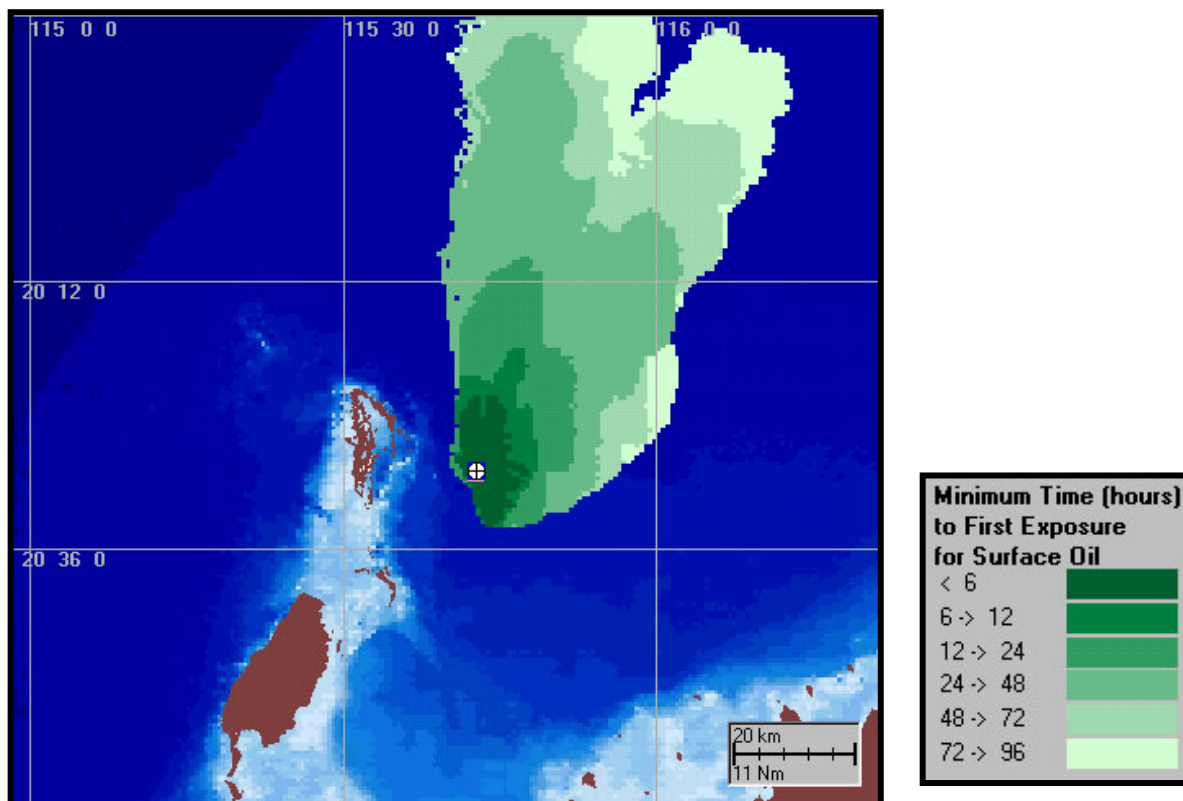 115 0 0
115 30 0
116 0 0
20 12 0
20 36 0
20 km
11 Nm
Minimum Time (hours)
to First Exposure
for Surface Oil
< 6
6 -> 12
12 -> 24
24 -> 48
48 -> 72
72 -> 96